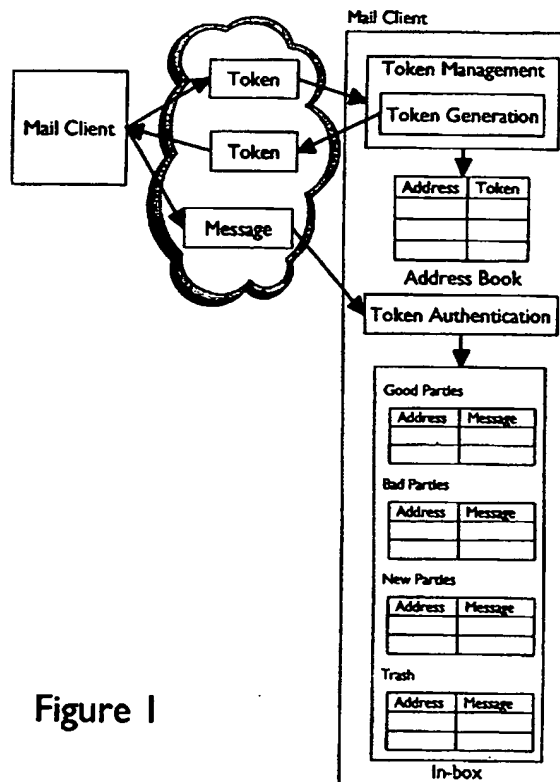 Mail Client
Token
Token Management
Mail Client
Token Generation
Token
Address Token
Message
Address Book
Token Authentication
Good Parties
Address Message
Bad Parties
Address Message
New Parties
Address Message
Trash
Address Message
In-box
Figure 1